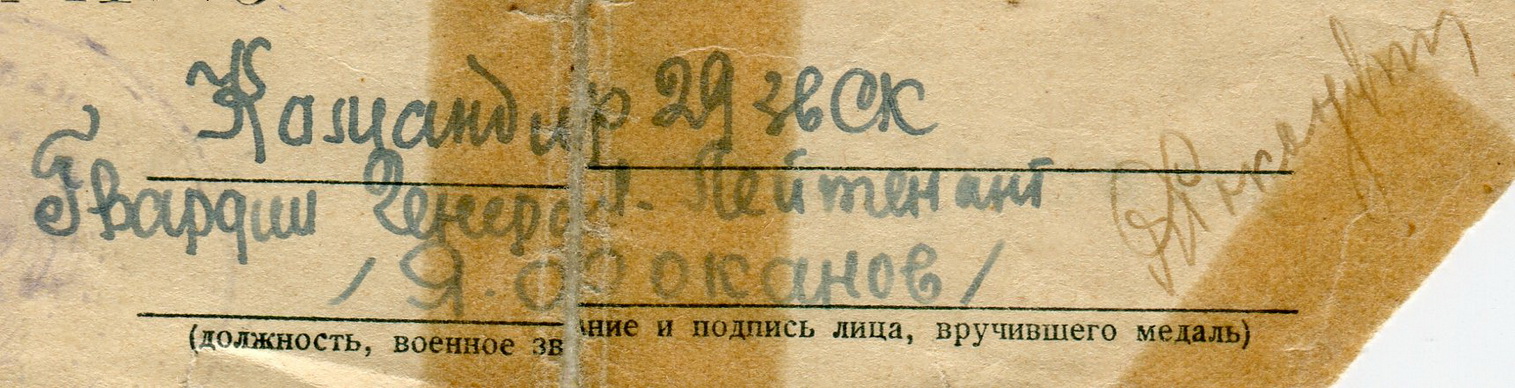 Командир 29 гвСК
Гвардии Генерал-Лейтенант
/Я. Фоканов/
(должность, военное звание и подпись лица, вручившего медаль)